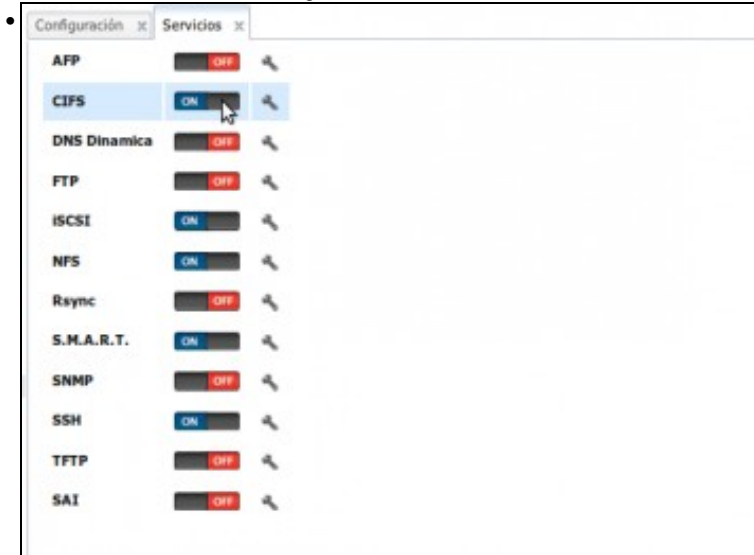 Configuración x Servicios x
AFP OFF
CIFS ON
DNS Dinamica OFF
FTP OFF
iSCSI ON
NFS ON
Rsync OFF
S.M.A.R.T. ON
SNMP OFF
SSH ON
TFTP OFF
SAI OFF